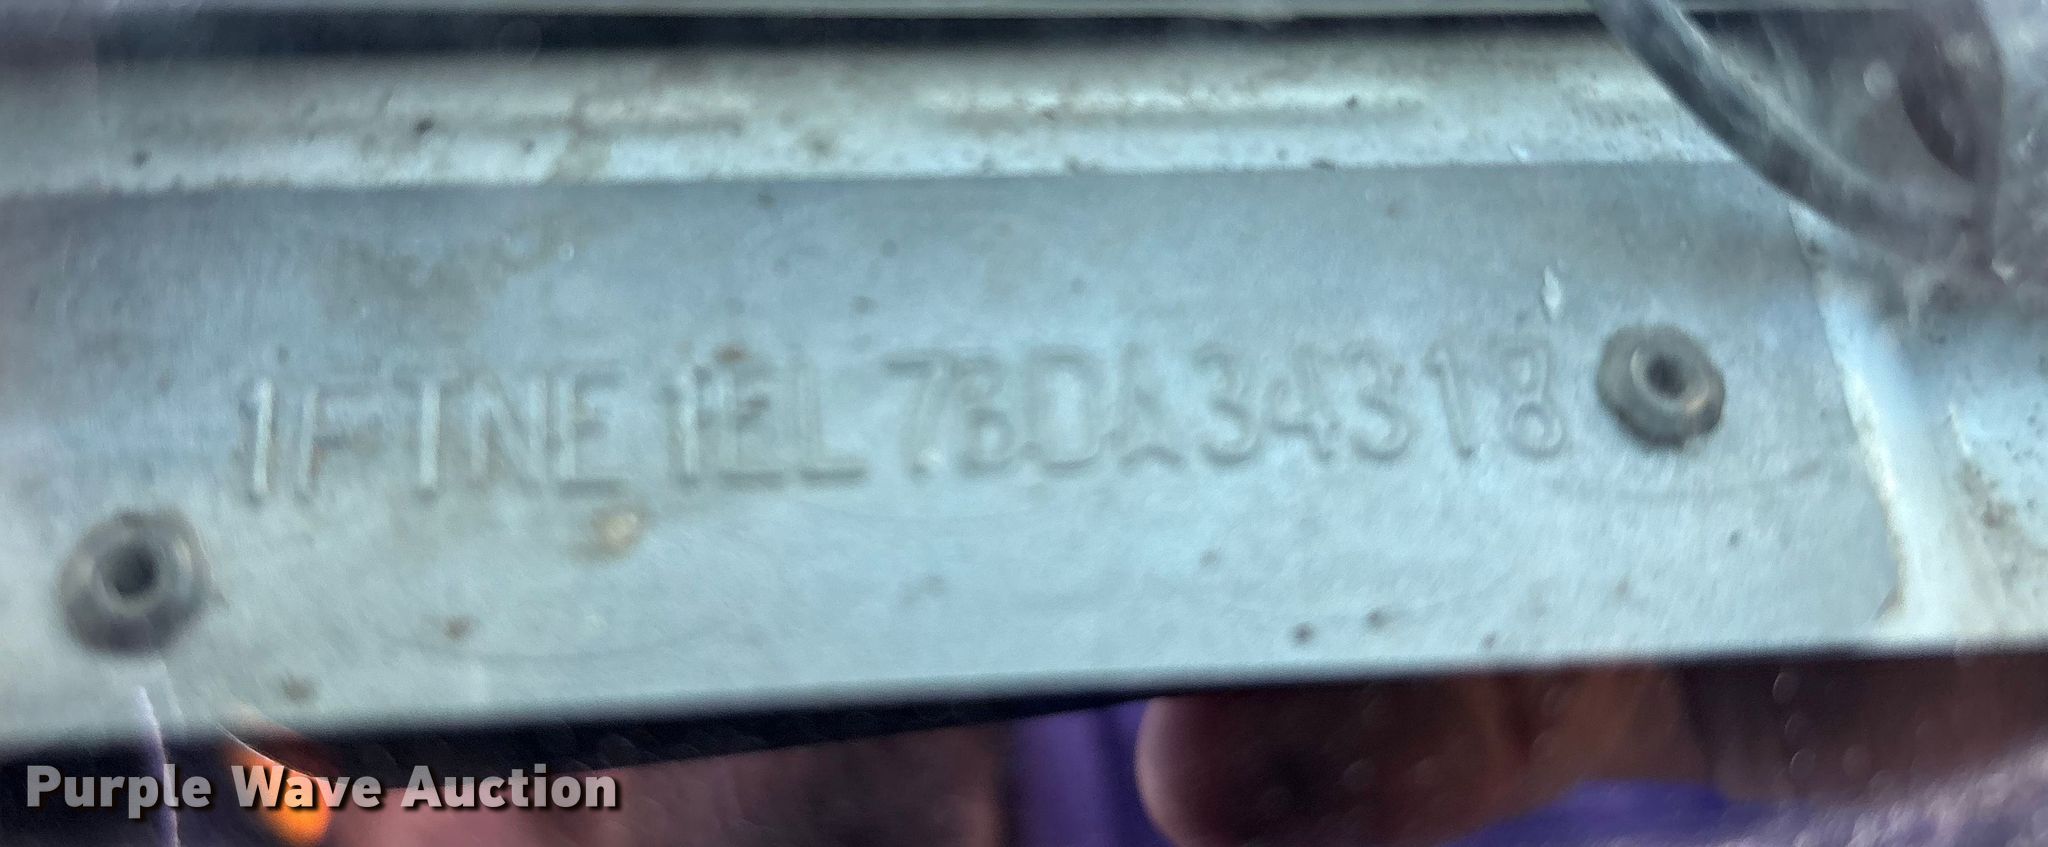 1FTNE1EL7BDA34318
Purple Wave Auction